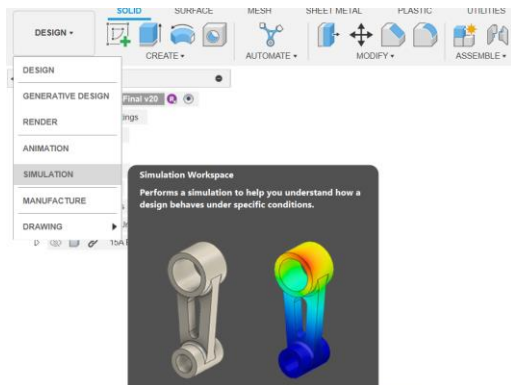 SOLID SURFACE MESH SHEET METAL PLASTIC UTILITIES
DESIGN
CREATE AUTOMATE MODIFY ASSEMBLE
DESIGN
GENERATIVE DESIGN
Final v20
RENDER
ings
ANIMATION
SIMULATION
Simulation Workspace
Performs a simulation to help you understand how a
design behaves under specific conditions.
MANUFACTURE
DRAWING
15A